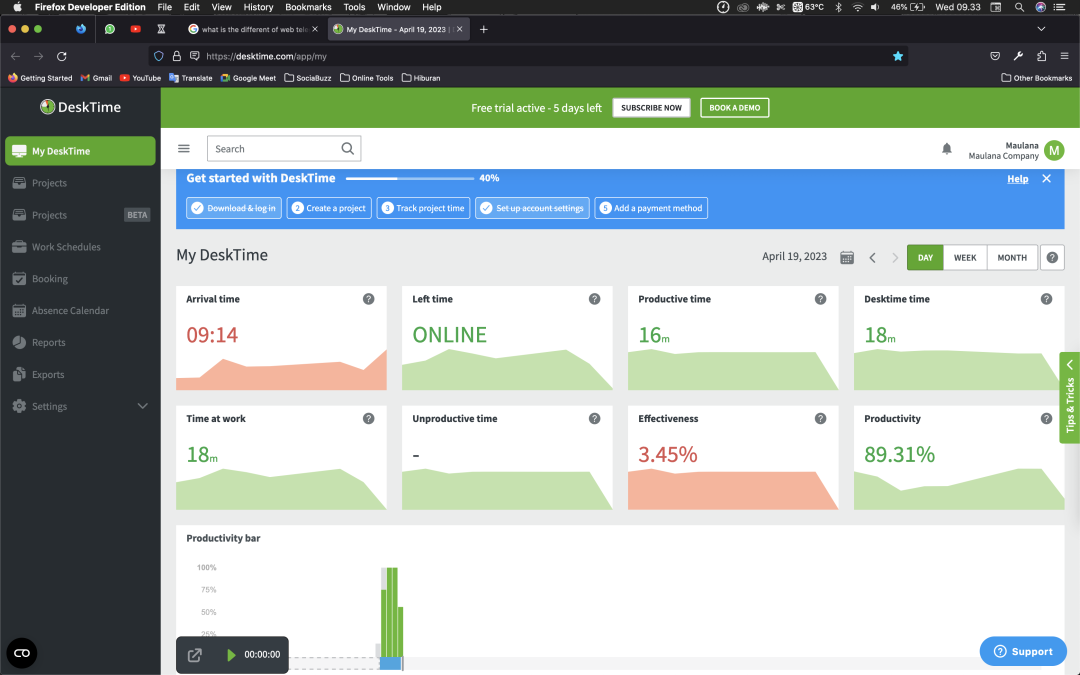 Firefox Developer Edition File Edit View History Bookmarks Tools Window Help 63°C 46% Wed 09.33
what is the different of web tel
My DeskTime - April 19, 2023 |
https://desktime.com/app/my
Getting Started Gmail YouTube Translate Google Meet SociaBuzz Online Tools Hiburan Other Bookmarks
DeskTime
Free trial active - 5 days left SUBSCRIBE NOW BOOK A DEMO
My DeskTime
Projects
Projects BETA
Work Schedules
Booking
Absence Calendar
Reports
Exports
Settings
Search
Maulana
Maulana Company
M
Get started with DeskTime 40% Help
Download & log in 2 Create a project 3 Track project time Set up account settings 5 Add a payment method
My DeskTime
April 19, 2023 DAY WEEK MONTH ?
Arrival time ?
09:14
Left time ?
ONLINE
Productive time ?
16m
Desktime time ?
18m
Time at work ?
18m
Unproductive time ?
-
Effectiveness ?
3.45%
Productivity ?
89.31%
Tips & Tricks
Productivity bar
100%
75%
50%
25%
00:00:00
? Support